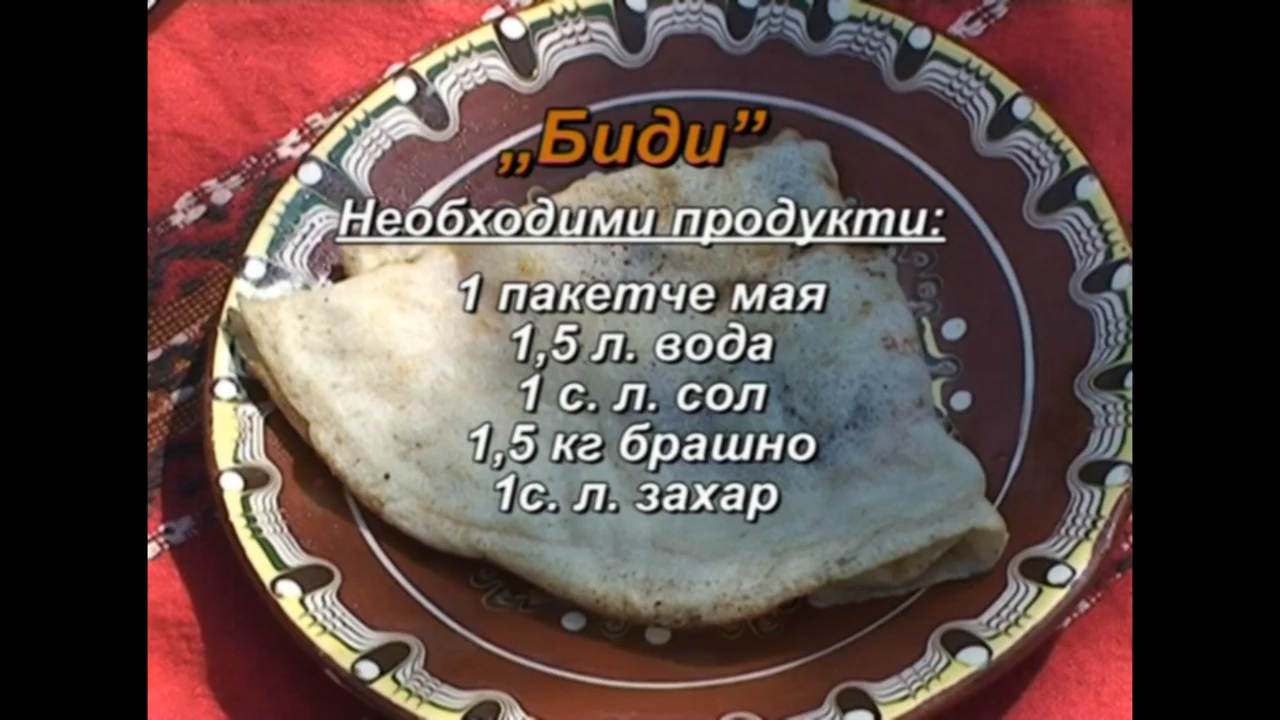 „Биди”
Необходими продукти:
1 пакетче мая
1,5 л. вода
1 с. л. сол
1,5 кг брашно
1с. л. захар